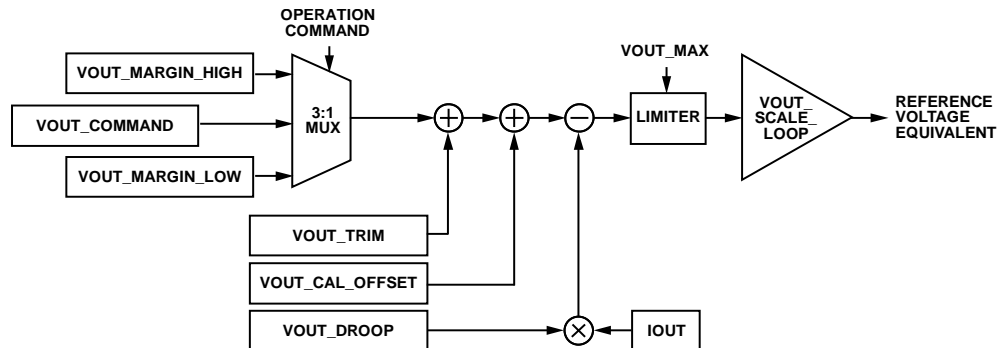 OPERATION
COMMAND
VOUT_MARGIN_HIGH
VOUT_COMMAND
VOUT_MARGIN_LOW
3:1
MUX
+
+
−
VOUT_MAX
LIMITER
VOUT_
SCALE_
LOOP
REFERENCE
VOLTAGE
EQUIVALENT
VOUT_TRIM
VOUT_CAL_OFFSET
VOUT_DROOP
×
IOUT